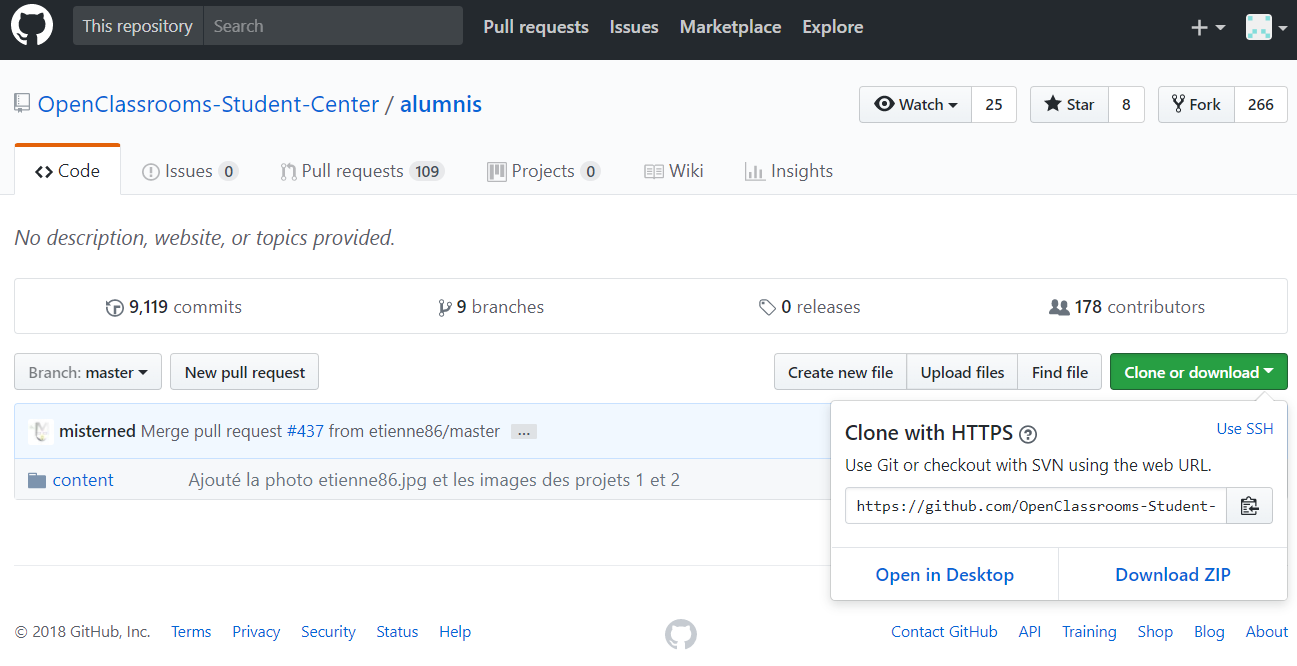 This repository Search Pull requests Issues Marketplace Explore
OpenClassrooms-Student-Center / alumnis Watch 25 Star 8 Fork 266
Code Issues 0 Pull requests 109 Projects 0 Wiki Insights
No description, website, or topics provided.
9,119 commits 9 branches 0 releases 178 contributors
Branch: master New pull request Create new file Upload files Find file Clone or download
misterned Merge pull request #437 from etienne86/master ...
content Ajouté la photo etienne86.jpg et les images des projets 1 et 2
Clone with HTTPS ? Use SSH
Use Git or checkout with SVN using the web URL.
https://github.com/OpenClassrooms-Student-
Open in Desktop Download ZIP
© 2018 GitHub, Inc. Terms Privacy Security Status Help Contact GitHub API Training Shop Blog About